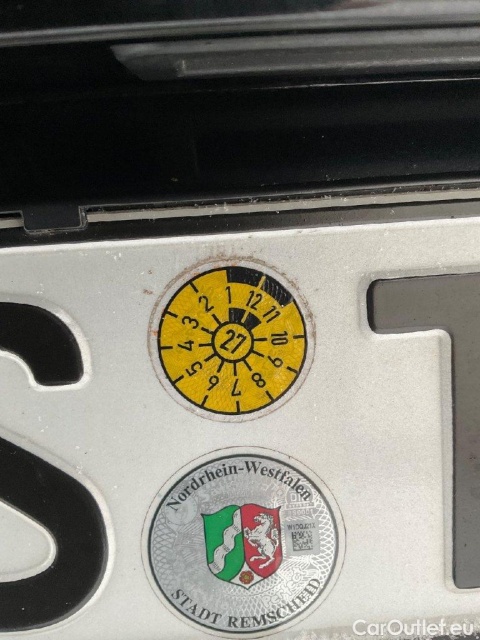 1 12 11 10 9 8 7 6 5 4 3 2
27
Nordrhein-Westfalen
STADT REMSCHEID
CarOutlet.eu